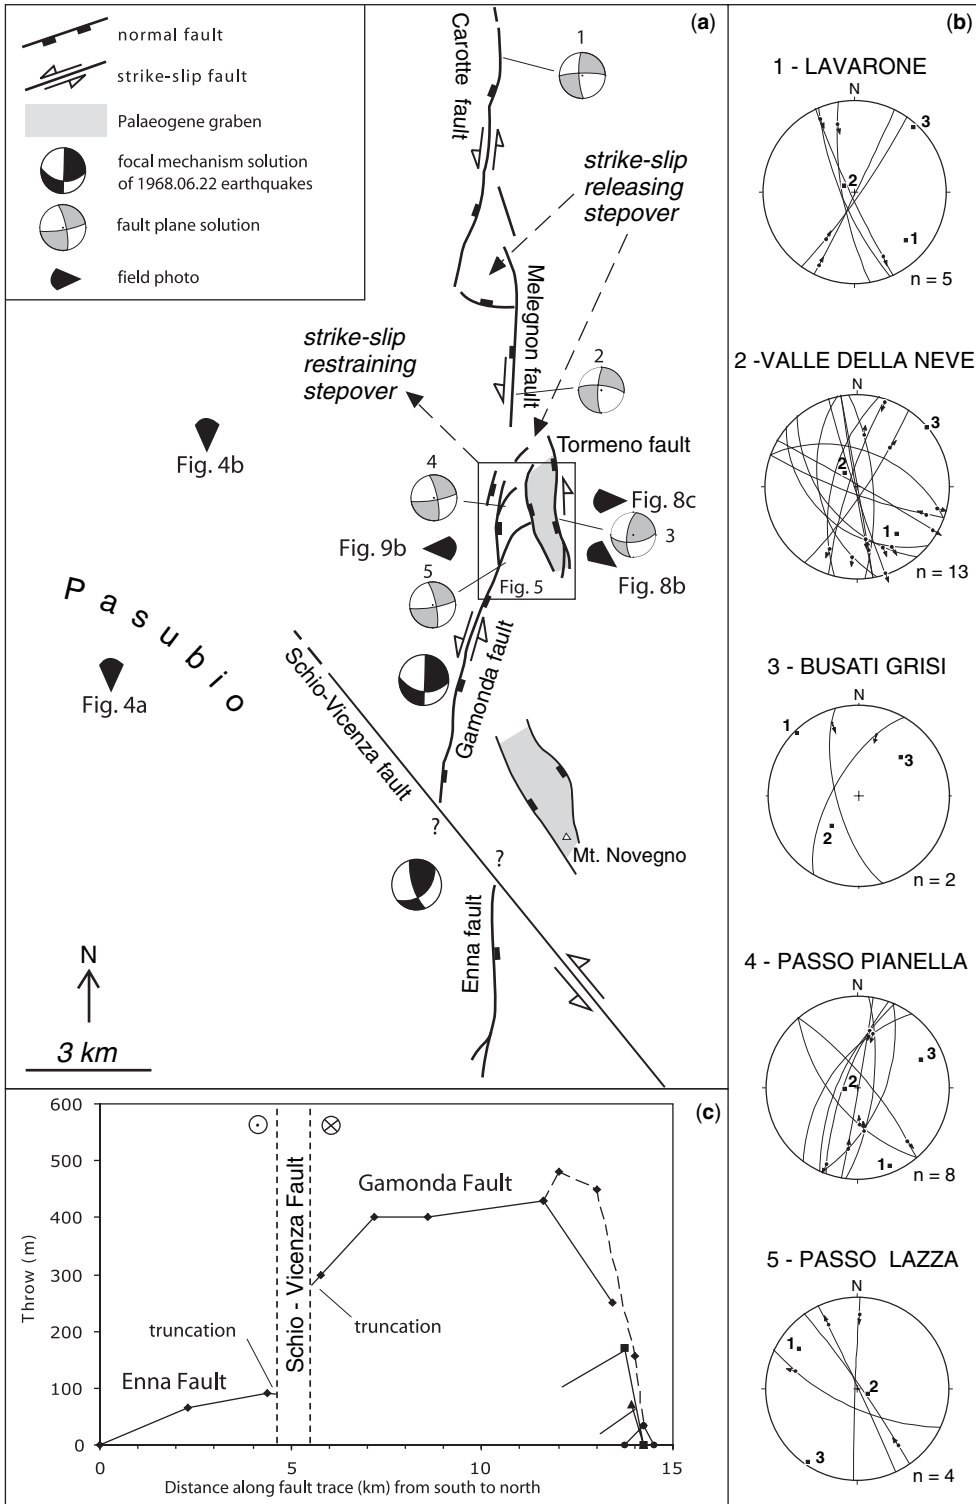 (a)
normal fault
strike-slip fault
Palaeogene graben
focal mechanism solution
of 1968.06.22 earthquakes
fault plane solution
field photo
Carotte fault
1
strike-slip
releasing
stepover
Melegnon fault
strike-slip
restraining
stepover
2
Tormeno fault
Fig. 4b
4
Fig. 8c
3
Fig. 9b
5
Fig. 5
Fig. 8b
Pasubio
Fig. 4a
Schio-Vicenza fault
Gamonda fault
?
?
Mt. Novegno
Enna fault
N
3 km
(b)
1 - LAVARONE
N
3
2
1
n = 5
2 -VALLE DELLA NEVE
N
3
2
1
n = 13
3 - BUSATI GRISI
N
1
3
2
n = 2
4 - PASSO PIANELLA
N
3
2
1
n = 8
5 - PASSO LAZZA
N
1
2
3
n = 4
(c)
600
500
400
300
200
100
0
Throw (m)
Schio - Vicenza Fault
Gamonda Fault
truncation
truncation
Enna Fault
0
5
10
15
Distance along fault trace (km) from south to north